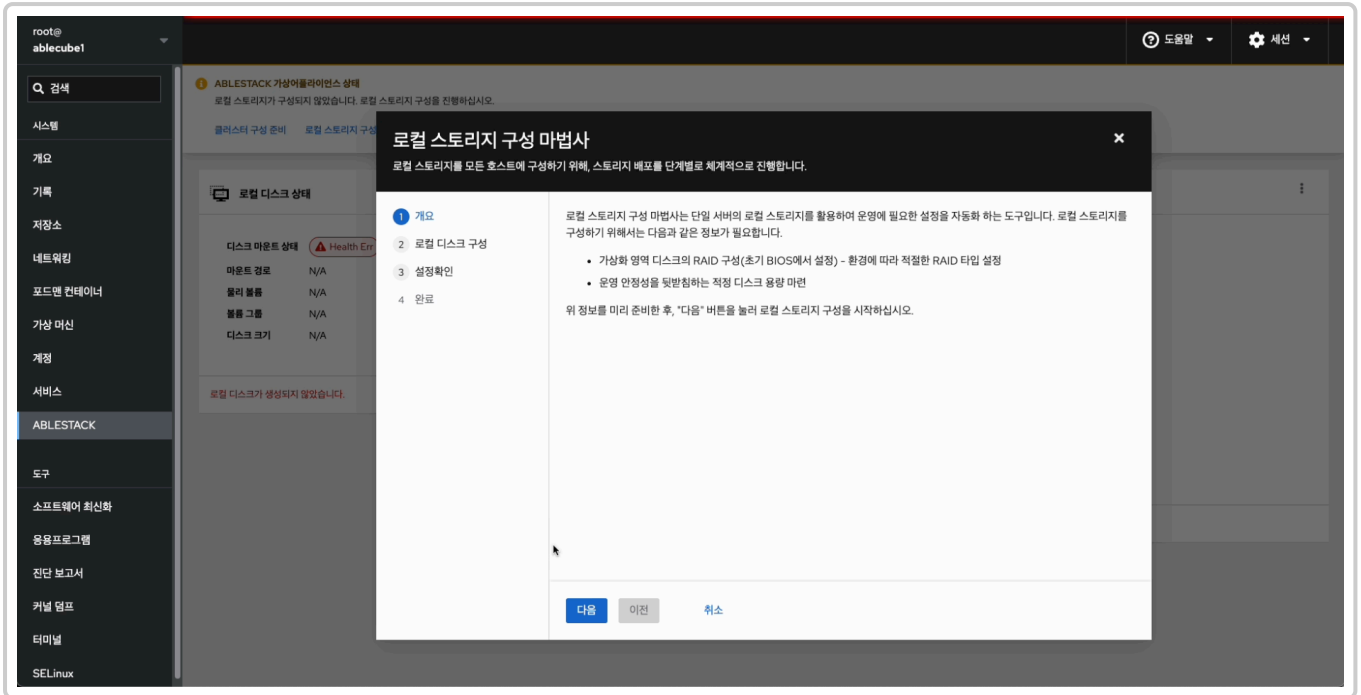 root@
ablecube1
도움말
세션
검색
시스템
개요
기록
저장소
네트워킹
포드맨 컨테이너
가상 머신
계정
서비스
ABLESTACK
도구
소프트웨어 최신화
응용프로그램
진단 보고서
커널 덤프
터미널
SELinux
ABLESTACK 가상어플라이언스 상태
로컬 스토리지가 구성되지 않았습니다. 로컬 스토리지 구성을 진행하십시오.
클러스터 구성 준비 로컬 스토리지 구성
로컬 디스크 상태
디스크 마운트 상태 Health Err
마운트 경로 N/A
물리 볼륨 N/A
볼륨 그룹 N/A
디스크 크기 N/A
로컬 디스크가 생성되지 않았습니다.
로컬 스토리지 구성 마법사
로컬 스토리지를 모든 호스트에 구성하기 위해, 스토리지 배포를 단계별로 체계적으로 진행합니다.
1 개요
2 로컬 디스크 구성
3 설정확인
4 완료
로컬 스토리지 구성 마법사는 단일 서버의 로컬 스토리지를 활용하여 운영에 필요한 설정을 자동화 하는 도구입니다. 로컬 스토리지를
구성하기 위해서는 다음과 같은 정보가 필요합니다.
• 가상화 영역 디스크의 RAID 구성(초기 BIOS에서 설정) - 환경에 따라 적절한 RAID 타입 설정
• 운영 안정성을 뒷받침하는 적정 디스크 용량 마련
위 정보를 미리 준비한 후, "다음" 버튼을 눌러 로컬 스토리지 구성을 시작하십시오.
다음 이전 취소